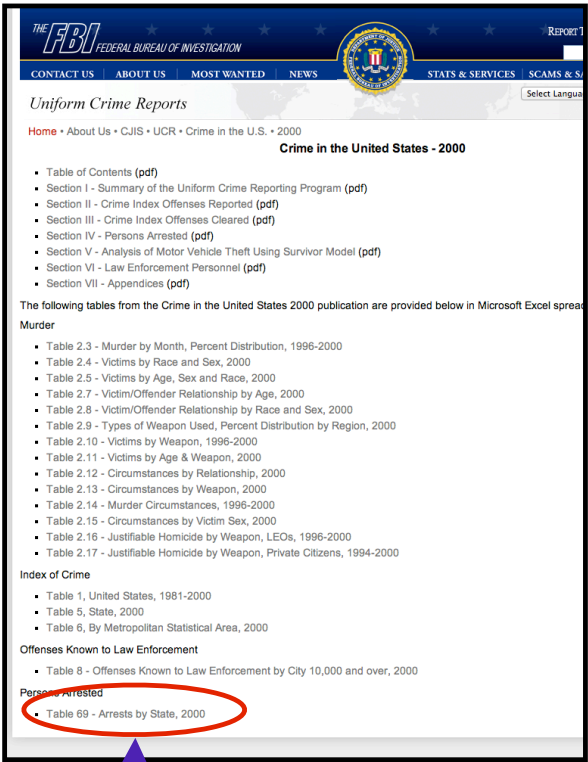 THE FBI FEDERAL BUREAU OF INVESTIGATION
REPORT T
CONTACT US ABOUT US MOST WANTED NEWS STATS & SERVICES SCAMS & SA
Uniform Crime Reports
Select Langua
Home • About Us • CJIS • UCR • Crime in the U.S. • 2000
Crime in the United States - 2000
▪ Table of Contents (pdf)
▪ Section I - Summary of the Uniform Crime Reporting Program (pdf)
▪ Section II - Crime Index Offenses Reported (pdf)
▪ Section III - Crime Index Offenses Cleared (pdf)
▪ Section IV - Persons Arrested (pdf)
▪ Section V - Analysis of Motor Vehicle Theft Using Survivor Model (pdf)
▪ Section VI - Law Enforcement Personnel (pdf)
▪ Section VII - Appendices (pdf)
The following tables from the Crime in the United States 2000 publication are provided below in Microsoft Excel sprea
Murder
▪ Table 2.3 - Murder by Month, Percent Distribution, 1996-2000
▪ Table 2.4 - Victims by Race and Sex, 2000
▪ Table 2.5 - Victims by Age, Sex and Race, 2000
▪ Table 2.7 - Victim/Offender Relationship by Age, 2000
▪ Table 2.8 - Victim/Offender Relationship by Race and Sex, 2000
▪ Table 2.9 - Types of Weapon Used, Percent Distribution by Region, 2000
▪ Table 2.10 - Victims by Weapon, 1996-2000
▪ Table 2.11 - Victims by Age & Weapon, 2000
▪ Table 2.12 - Circumstances by Relationship, 2000
▪ Table 2.13 - Circumstances by Weapon, 2000
▪ Table 2.14 - Murder Circumstances, 1996-2000
▪ Table 2.15 - Circumstances by Victim Sex, 2000
▪ Table 2.16 - Justifiable Homicide by Weapon, LEOs, 1996-2000
▪ Table 2.17 - Justifiable Homicide by Weapon, Private Citizens, 1994-2000
Index of Crime
▪ Table 1, United States, 1981-2000
▪ Table 5, State, 2000
▪ Table 6, By Metropolitan Statistical Area, 2000
Offenses Known to Law Enforcement
▪ Table 8 - Offenses Known to Law Enforcement by City 10,000 and over, 2000
Persons Arrested
▪ Table 69 - Arrests by State, 2000